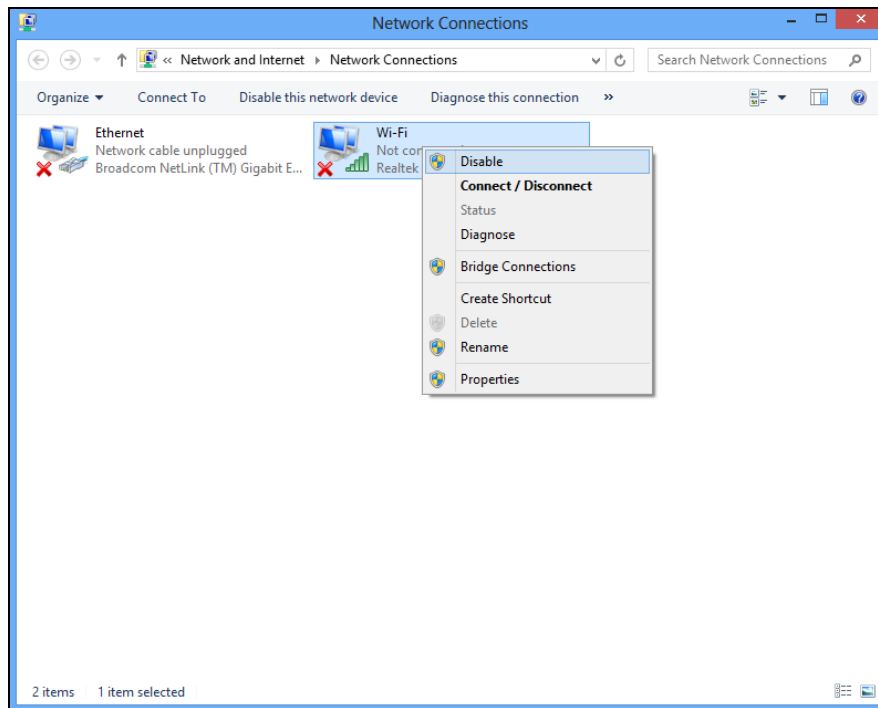 Network Connections
« Network and Internet Network Connections
Search Network Connections
Organize Connect To Disable this network device Diagnose this connection »
Ethernet
Network cable unplugged
Broadcom NetLink (TM) Gigabit E...
Wi-Fi
Not
Realtek
Disable
Connect / Disconnect
Status
Diagnose
Bridge Connections
Create Shortcut
Delete
Rename
Properties
2 items 1 item selected